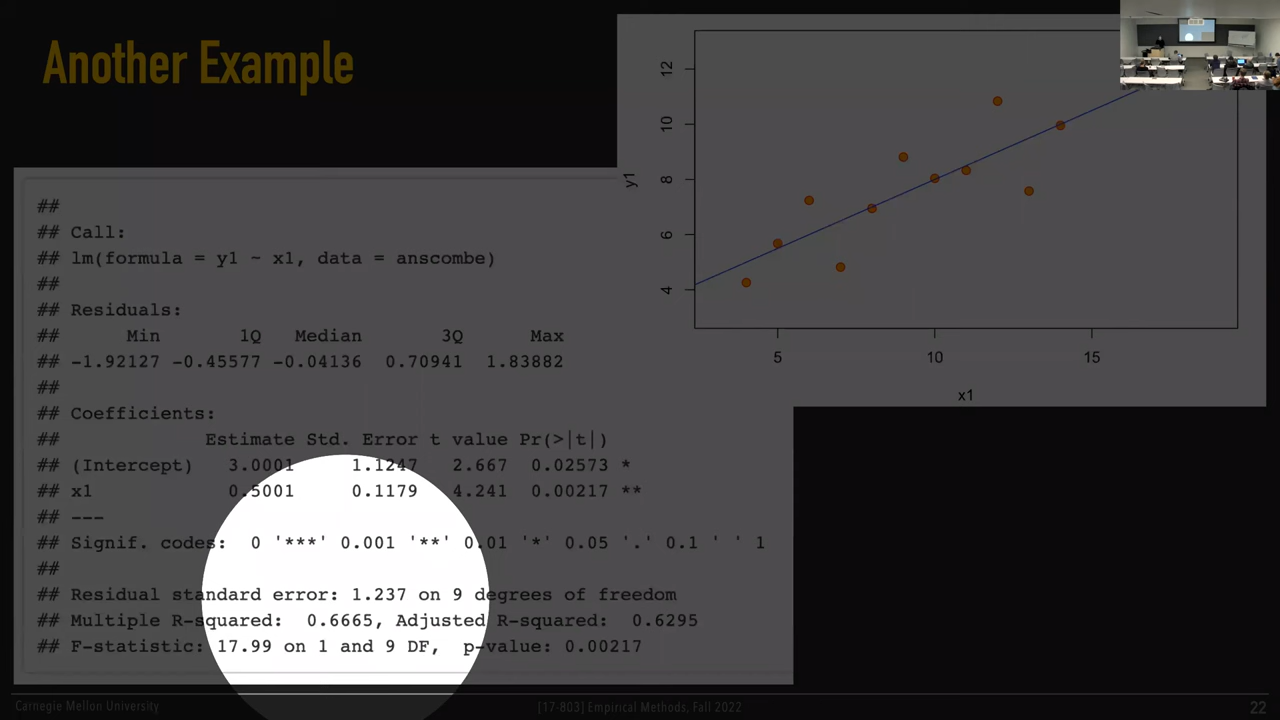 Another Example
##
## Call:
## lm(formula = y1 ~ x1, data = anscombe)
##
## Residuals:
##      Min       1Q   Median       3Q      Max
## -1.92127 -0.45577 -0.04136  0.70941  1.83882
##
## Coefficients:
##             Estimate Std. Error t value Pr(>|t|)
## (Intercept)   3.0001     1.1247   2.667  0.02573 *
## x1            0.5001     0.1179   4.241  0.00217 **
## ---
## Signif. codes:  0 '***' 0.001 '**' 0.01 '*' 0.05 '.' 0.1 ' ' 1
##
## Residual standard error: 1.237 on 9 degrees of freedom
## Multiple R-squared:  0.6665, Adjusted R-squared:  0.6295
## F-statistic: 17.99 on 1 and 9 DF,  p-value: 0.00217
12
10
8
6
4
y1
5 10 15
x1
Carnegie Mellon University
[17-803] Empirical Methods, Fall 2022
22